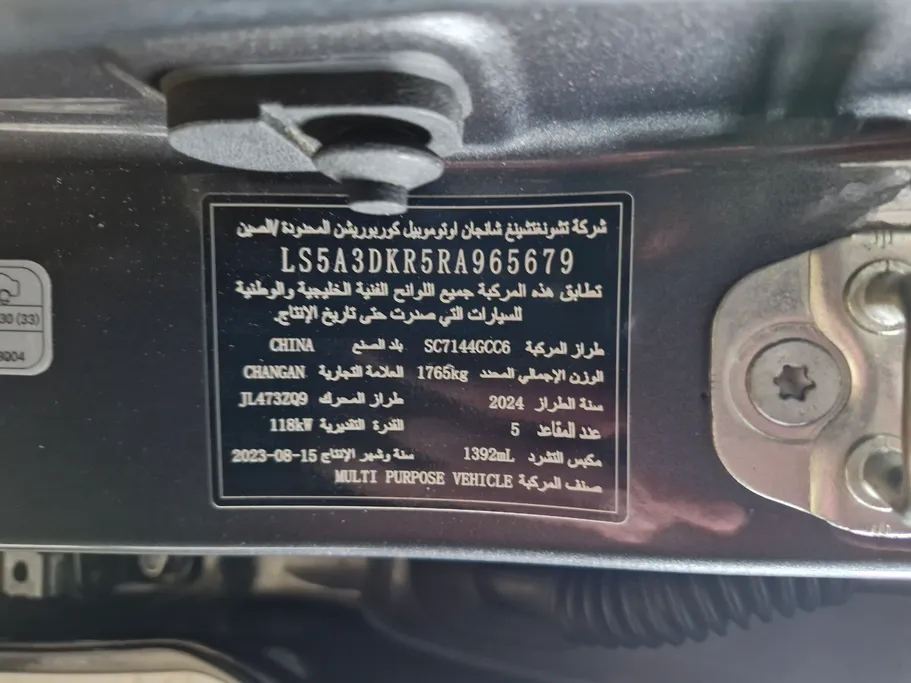 شركة تشونغتشينغ شانجان اوتوموبيل كوربوريشن المحدودة/الصين
LS5A3DKR5RA965679
تطابق هذه المركبة جميع اللوائح الفنية الخليجية والوطنية
للسيارات التي صدرت حتى تاريخ الإنتاج.
طراز المركبة SC7144GCC6 بلد الصنع CHINA
الوزن الإجمالي المحدد 1765kg العلامة التجارية CHANGAN
سنة الطراز 2024 طراز المحرك JL473ZQ9
عدد المقاعد 5 القدرة التقديرية 118kW
مكبس التشرد 1392mL سنة وشهر الإنتاج 2023-08-15
صنف المركبة MULTI PURPOSE VEHICLE
30 (33)